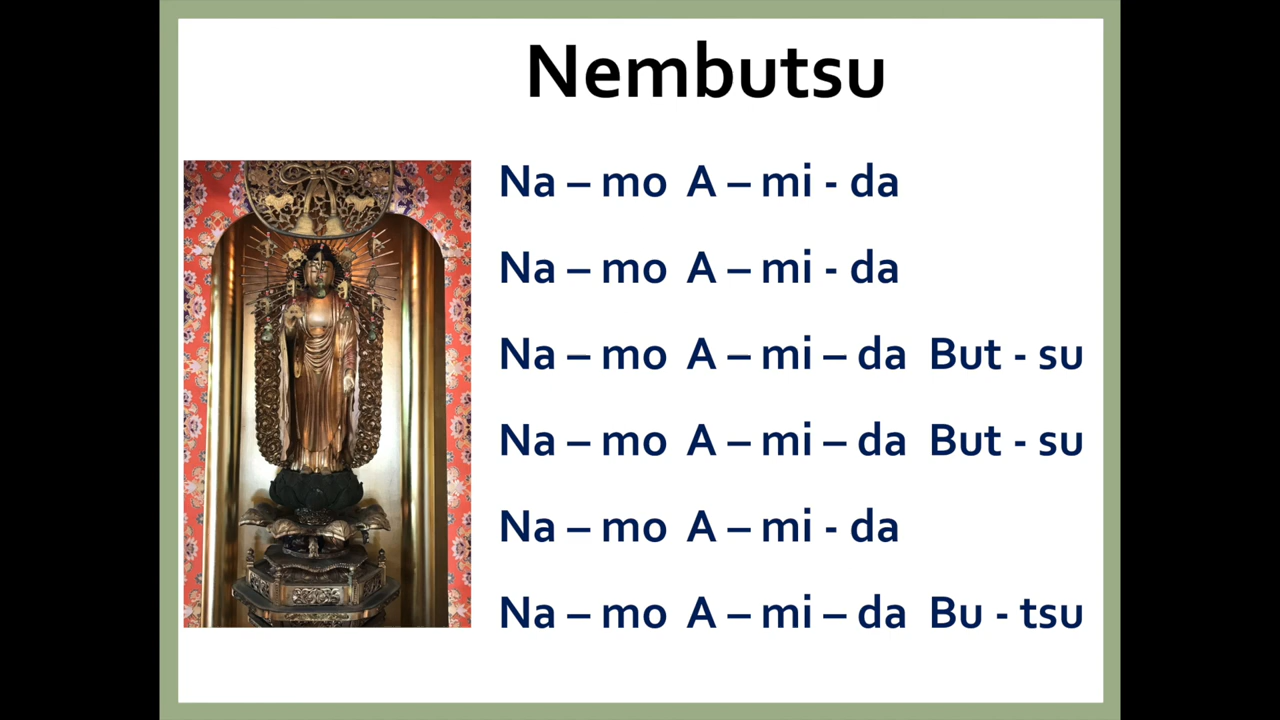 Nembutsu
Na – mo A – mi - da
Na – mo A – mi - da
Na – mo A – mi – da But - su
Na – mo A – mi – da But - su
Na – mo A – mi - da
Na – mo A – mi – da Bu - tsu